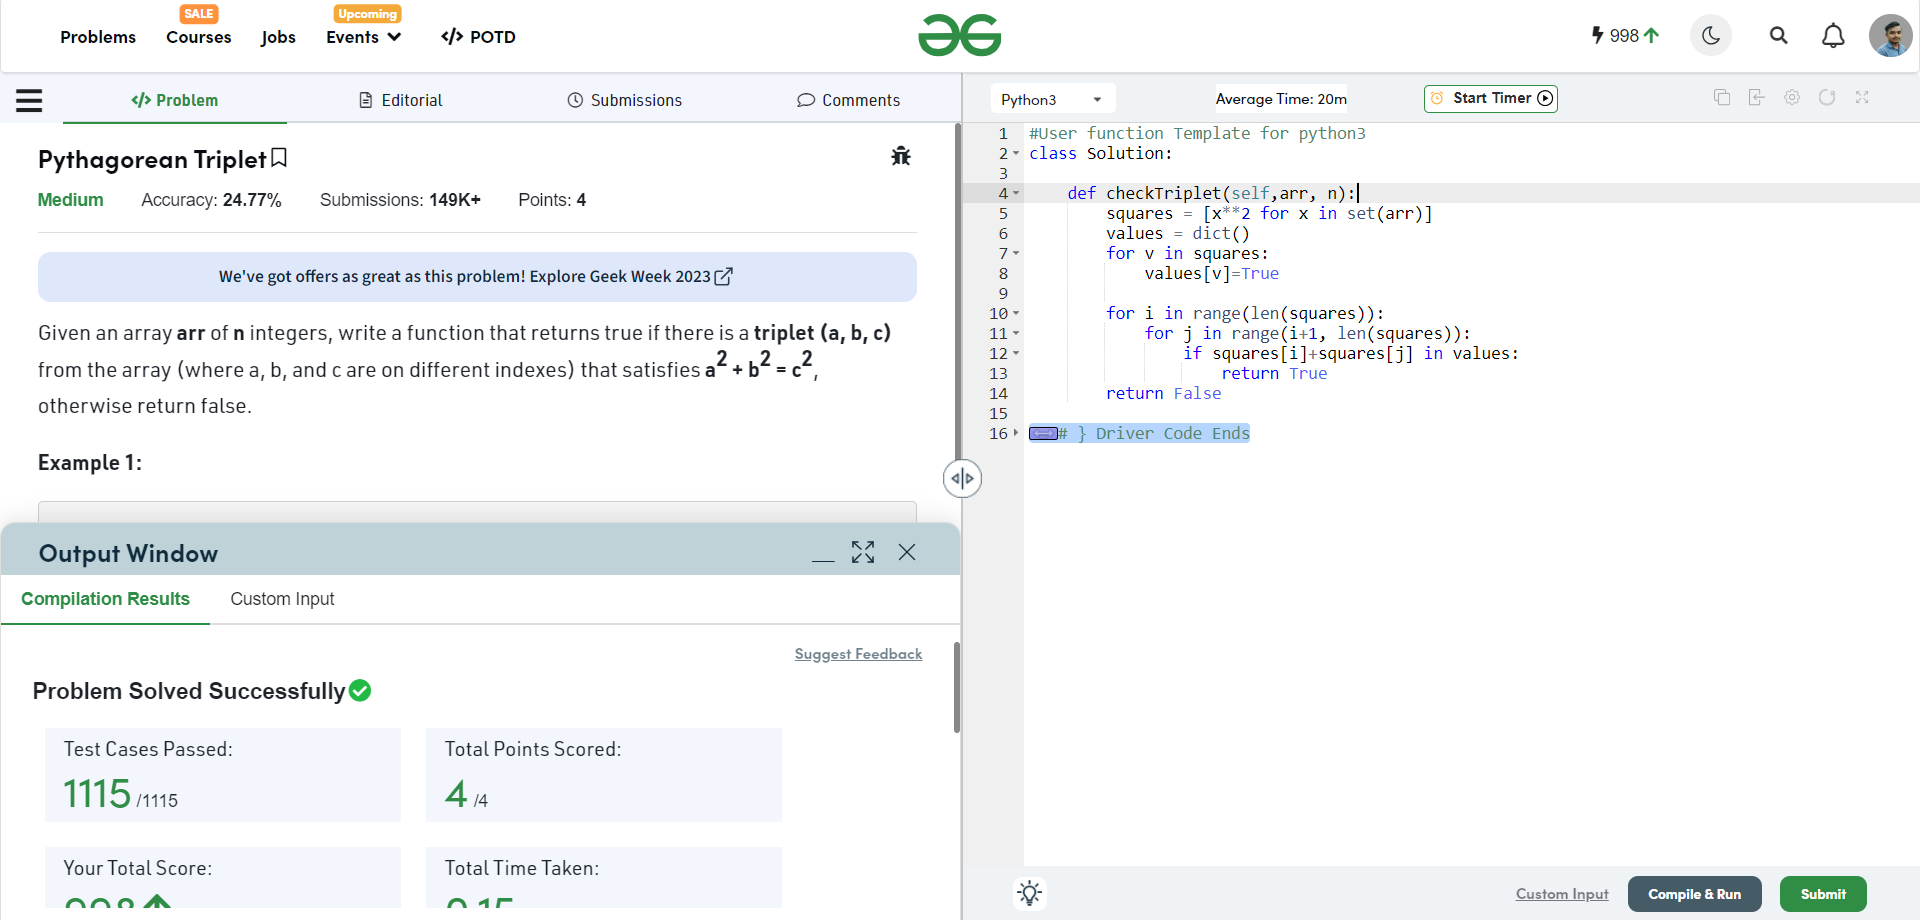 SALE
Upcoming
Problems Courses Jobs Events </> POTD
998
</> Problem Editorial Submissions Comments
Python3 Average Time: 20m Start Timer
Pythagorean Triplet
Medium Accuracy: 24.77% Submissions: 149K+ Points: 4
We've got offers as great as this problem! Explore Geek Week 2023
Given an array arr of n integers, write a function that returns true if there is a triplet (a, b, c)
from the array (where a, b, and c are on different indexes) that satisfies a² + b² = c²,
otherwise return false.
Example 1:
Output Window
Compilation Results Custom Input
Suggest Feedback
Problem Solved Successfully
Test Cases Passed:
1115 /1115
Total Points Scored:
4 /4
Your Total Score:
998
Total Time Taken:
0.15
1 #User function Template for python3
2 class Solution:
3
4     def checkTriplet(self,arr, n):
5         squares = [x**2 for x in set(arr)]
6         values = dict()
7         for v in squares:
8             values[v]=True
9
10         for i in range(len(squares)):
11             for j in range(i+1, len(squares)):
12                 if squares[i]+squares[j] in values:
13                     return True
14         return False
15
16 # } Driver Code Ends
Custom Input Compile & Run Submit